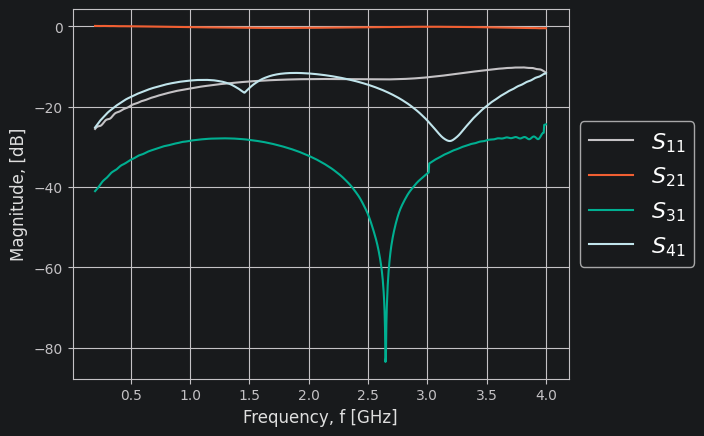 0
−20
−40
−60
−80
Magnitude, [dB]
0.5 1.0 1.5 2.0 2.5 3.0 3.5 4.0
Frequency, f [GHz]
S₁₁
S₂₁
S₃₁
S₄₁